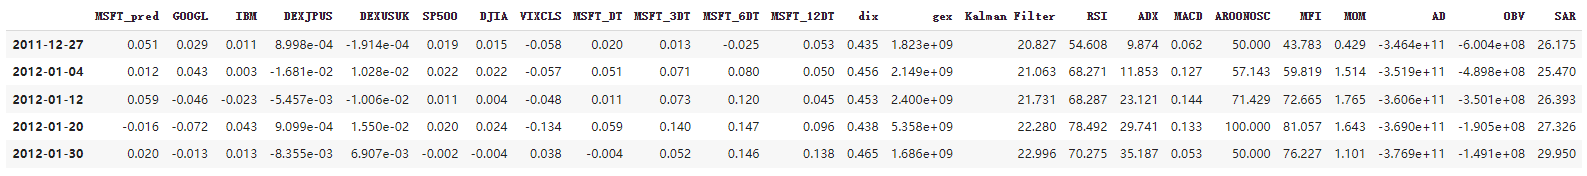 MSFT_pred GOOGL IBM DEXJPUS DEXUSUK SP500 DJIA VIXCLS MSFT_DT MSFT_3DT MSFT_6DT MSFT_12DT dix gex Kalman Filter RSI ADX MACD AROONOSC MFI MOM AD OBV SAR
2011-12-27 0.051 0.029 0.011 8.998e-04 -1.914e-04 0.019 0.015 -0.058 0.020 0.013 -0.025 0.053 0.435 1.823e+09 20.827 54.608 9.874 0.062 50.000 43.783 0.429 -3.464e+11 -6.004e+08 26.175
2012-01-04 0.012 0.043 0.003 -1.681e-02 1.028e-02 0.022 0.022 -0.057 0.051 0.071 0.080 0.050 0.456 2.149e+09 21.063 68.271 11.853 0.127 57.143 59.819 1.514 -3.519e+11 -4.898e+08 25.470
2012-01-12 0.059 -0.046 -0.023 -5.457e-03 -1.006e-02 0.011 0.004 -0.048 0.011 0.073 0.120 0.045 0.453 2.400e+09 21.731 68.287 23.121 0.144 71.429 72.665 1.765 -3.606e+11 -3.501e+08 26.393
2012-01-20 -0.016 -0.072 0.043 9.099e-04 1.550e-02 0.020 0.024 -0.134 0.059 0.140 0.147 0.096 0.438 5.358e+09 22.280 78.492 29.741 0.133 100.000 81.057 1.643 -3.690e+11 -1.905e+08 27.326
2012-01-30 0.020 -0.013 0.013 -8.355e-03 6.907e-03 -0.002 -0.004 0.038 -0.004 0.052 0.146 0.138 0.465 1.686e+09 22.996 70.275 35.187 0.053 50.000 76.227 1.101 -3.769e+11 -1.491e+08 29.950